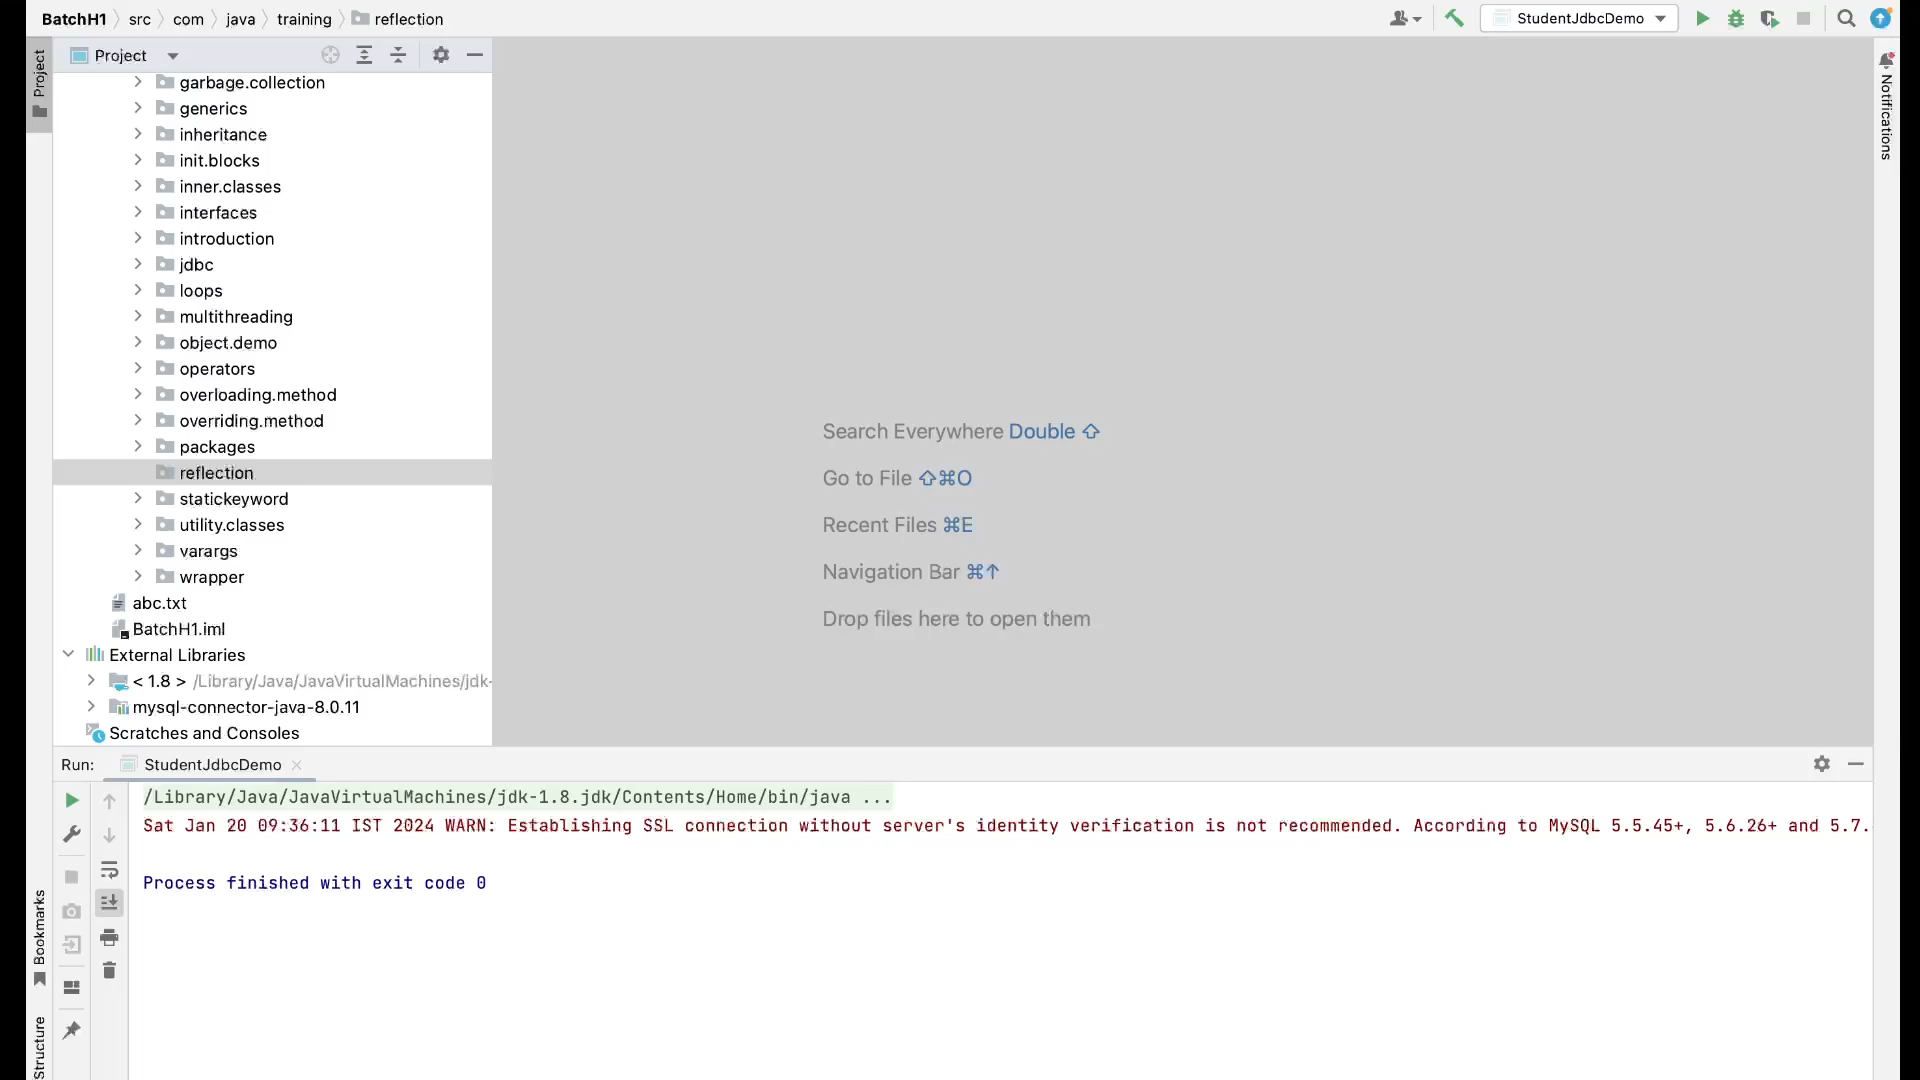 BatchH1 src com java training reflection
StudentJdbcDemo
Project
Project
Notifications
garbage.collection
generics
inheritance
init.blocks
inner.classes
interfaces
introduction
jdbc
loops
multithreading
object.demo
operators
overloading.method
overriding.method
packages
reflection
statickeyword
utility.classes
varargs
wrapper
abc.txt
BatchH1.iml
External Libraries
< 1.8 > /Library/Java/JavaVirtualMachines/jdk-
mysql-connector-java-8.0.11
Scratches and Consoles
Search Everywhere Double ⇧
Go to File ⇧⌘O
Recent Files ⌘E
Navigation Bar ⌘↑
Drop files here to open them
Run: StudentJdbcDemo
/Library/Java/JavaVirtualMachines/jdk-1.8.jdk/Contents/Home/bin/java ...
Sat Jan 20 09:36:11 IST 2024 WARN: Establishing SSL connection without server's identity verification is not recommended. According to MySQL 5.5.45+, 5.6.26+ and 5.7.
Process finished with exit code 0
Bookmarks
Structure